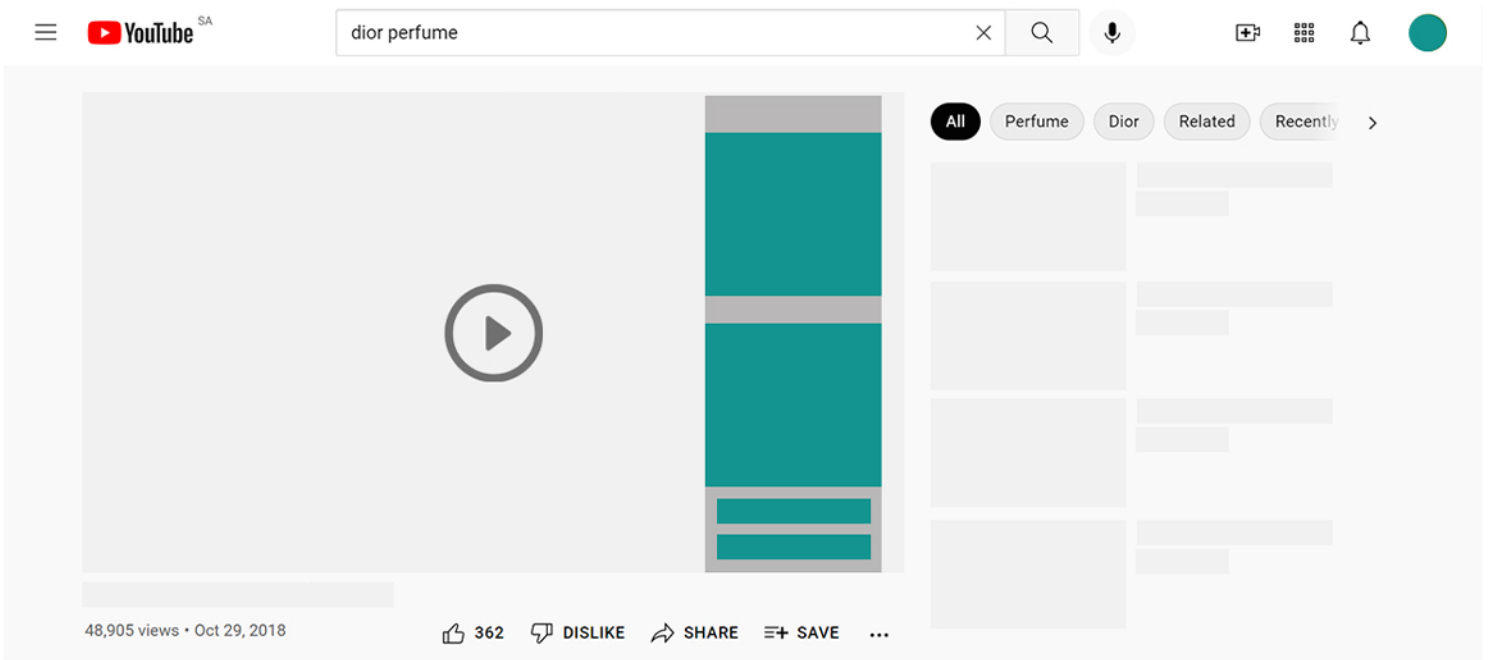 YouTube SA
dior perfume
All Perfume Dior Related Recently
48,905 views • Oct 29, 2018
362 DISLIKE SHARE SAVE